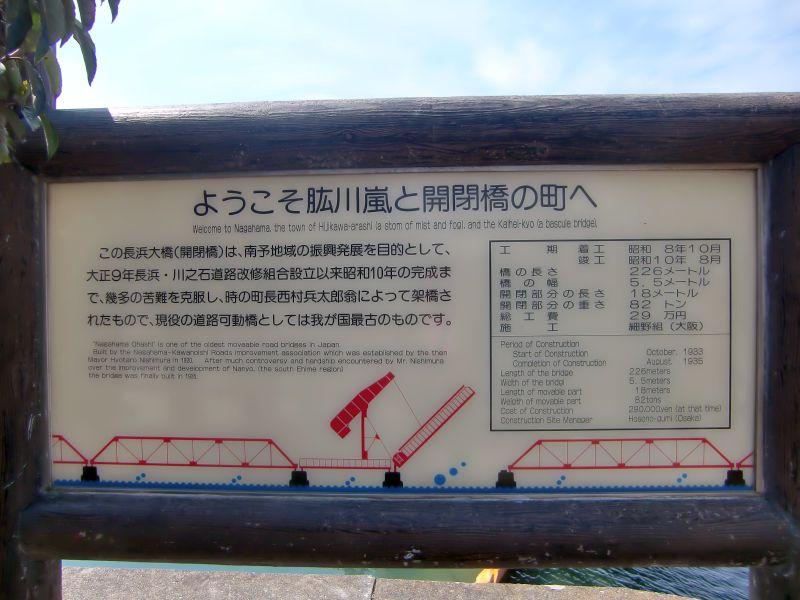 ようこそ肱川嵐と開閉橋の町へ
Welcome to Nagahama, the town of Hijikawa-arashi (a stom of mist and fog), and the Kaihei-kyo (a bascule bridge).
この長浜大橋(開閉橋)は、南予地域の振興発展を目的として、
大正9年長浜・川之石道路改修組合設立以来昭和10年の完成ま
で、幾多の苦難を克服し、時の町長西村兵太郎翁によって架橋さ
れたもので、現役の道路可動橋としては我が国最古のものです。
"Nagahama Ohashi" is one of the oldest moveable road bridgess in Japan.
Built by the Nagahama-Kawanoishi Roads improvement association which was established by the then
Mayor Hyotaro Nishimura in 1920. After much controversy and hardship encountered by Mr. Nishimura
over the improvement and development of Nanyo, (the south Ehime region)
the bridge was finally built in 1935.
工期 着工 昭和 8年10月
竣工 昭和10年 8月
橋の長さ 226メートル
橋の幅 5.5メートル
開閉部分の長さ 18メートル
開閉部分の重さ 82トン
総工費 29万円
施工 細野組(大阪)
Period of Construction
Start of Construction October, 1933
Completion of Construction August, 1935
Length of the bridge 226meters
Width of the bridgl 5.5meters
Length of movable part 18meters
Weigth of movable part 82tons
Cost of Construction 290,000yen (at that time)
Construction Site Manager Hosono-gumi (Osaka)